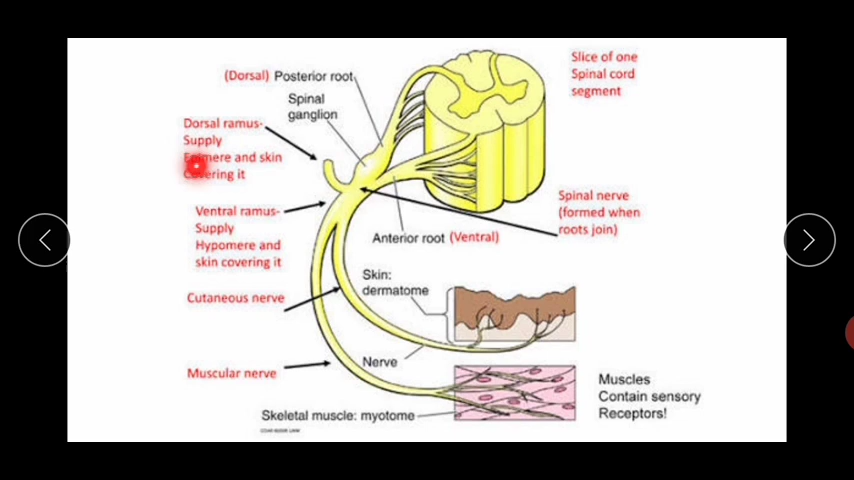 (Dorsal) Posterior root
Slice of one
Spinal cord
segment
Spinal
ganglion
Dorsal ramus-
Supply
Epimere and skin
Covering it
Ventral ramus-
Supply
Hypomere and
skin covering it
Spinal nerve
(formed when
roots join)
Anterior root (Ventral)
Skin:
dermatome
Cutaneous nerve
Nerve
Muscular nerve
Muscles
Contain sensory
Receptors!
Skeletal muscle: myotome